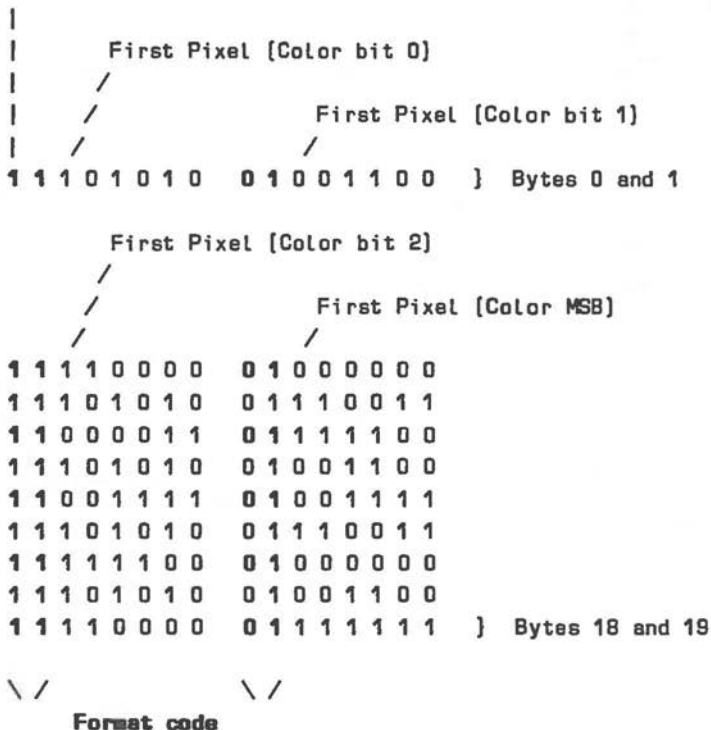 |
| First Pixel (Color bit 0)
| /
| / First Pixel (Color bit 1)
| / /
1 1 1 0 1 0 1 0 0 1 0 0 1 1 0 0 } Bytes 0 and 1
First Pixel (Color bit 2)
/
/ First Pixel (Color MSB)
/ /
1 1 1 1 0 0 0 0 0 1 0 0 0 0 0 0
1 1 1 0 1 0 1 0 0 1 1 1 0 0 1 1
1 1 0 0 0 0 1 1 0 1 1 1 1 1 0 0
1 1 1 0 1 0 1 0 0 1 0 0 1 1 0 0
1 1 0 0 1 1 1 1 0 1 0 0 1 1 1 1
1 1 1 0 1 0 1 0 0 1 1 1 0 0 1 1
1 1 1 1 1 1 0 0 0 1 0 0 0 0 0 0
1 1 1 0 1 0 1 0 0 1 0 0 1 1 0 0
1 1 1 1 0 0 0 0 0 1 1 1 1 1 1 1 } Bytes 18 and 19
\ / \ /
Format code